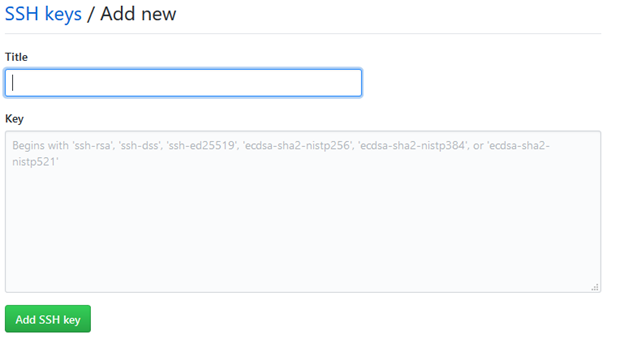 SSH keys / Add new
Title
Key
Begins with 'ssh-rsa', 'ssh-dss', 'ssh-ed25519', 'ecdsa-sha2-nistp256', 'ecdsa-sha2-nistp384', or 'ecdsa-sha2-
nistp521'
Add SSH key